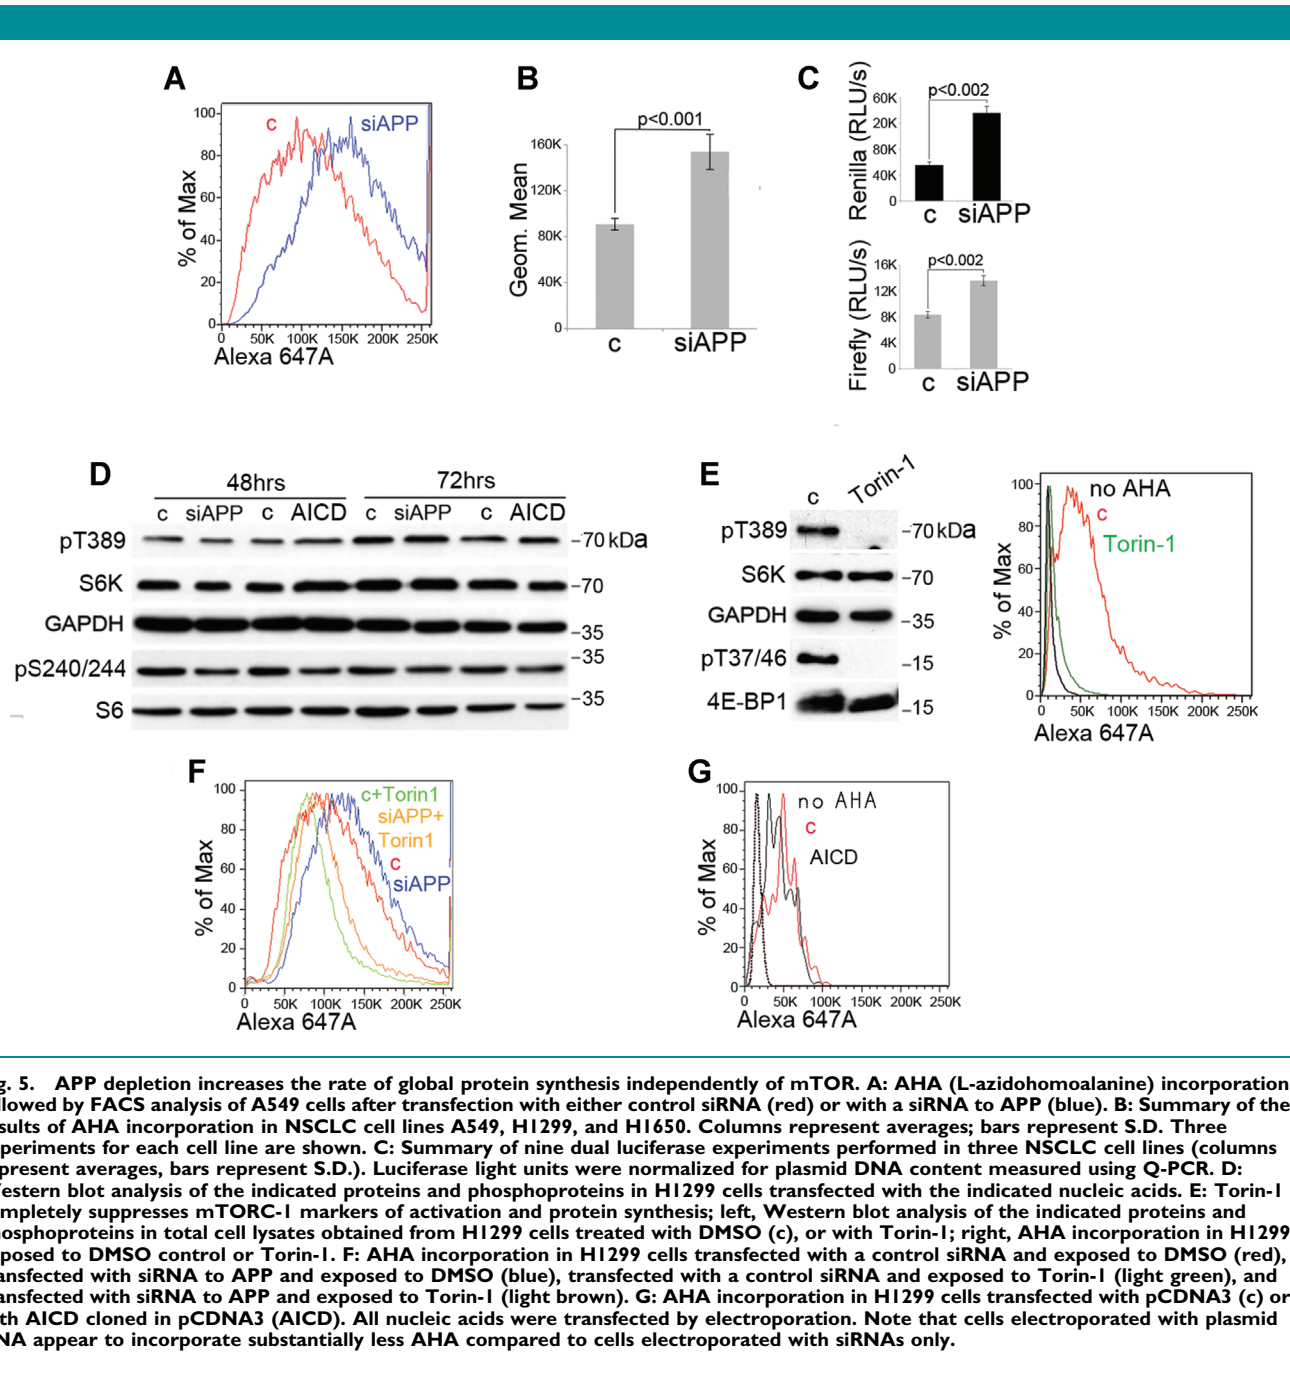 A
100
80
60
40
20
0
% of Max
c
siAPP
0 50K 100K 150K 200K 250K
Alexa 647A
B
p<0.001
160K
120K
80K
40K
0
Geom. Mean
c siAPP
C
p<0.002
60K
20K
80K
40K
0
Renilla (RLU/s)
c siAPP
p<0.002
16K
12K
8K
4K
0
Firefly (RLU/s)
c siAPP
D
48hrs 72hrs
c siAPP c AICD c siAPP c AICD
pT389 -70 kDa
S6K -70
GAPDH -35
pS240/244 -35
S6 -35
E
c Torin-1
pT389 -70 kDa
S6K -70
GAPDH -35
pT37/46 -15
4E-BP1 -15
100
80
60
40
20
0
% of Max
no AHA
c
Torin-1
0 50K 100K 150K 200K 250K
Alexa 647A
F
100
80
60
40
20
0
% of Max
c+Torin1
siAPP+
Torin1
c
siAPP
0 50K 100K 150K 200K 250K
Alexa 647A
G
100
80
60
40
20
0
% of Max
no AHA
c
AICD
0 50K 100K 150K 200K 250K
Alexa 647A
g. 5. APP depletion increases the rate of global protein synthesis independently of mTOR. A: AHA (L-azidohomoalanine) incorporation
llowed by FACS analysis of A549 cells after transfection with either control siRNA (red) or with a siRNA to APP (blue). B: Summary of the
sults of AHA incorporation in NSCLC cell lines A549, H1299, and H1650. Columns represent averages; bars represent S.D. Three
periments for each cell line are shown. C: Summary of nine dual luciferase experiments performed in three NSCLC cell lines (columns
present averages, bars represent S.D.). Luciferase light units were normalized for plasmid DNA content measured using Q-PCR. D:
estern blot analysis of the indicated proteins and phosphoproteins in H1299 cells transfected with the indicated nucleic acids. E: Torin-1
mpletely suppresses mTORC-1 markers of activation and protein synthesis; left, Western blot analysis of the indicated proteins and
osphoproteins in total cell lysates obtained from H1299 cells treated with DMSO (c), or with Torin-1; right, AHA incorporation in H1299
posed to DMSO control or Torin-1. F: AHA incorporation in H1299 cells transfected with a control siRNA and exposed to DMSO (red),
ansfected with siRNA to APP and exposed to DMSO (blue), transfected with a control siRNA and exposed to Torin-1 (light green), and
ansfected with siRNA to APP and exposed to Torin-1 (light brown). G: AHA incorporation in H1299 cells transfected with pCDNA3 (c) or
th AICD cloned in pCDNA3 (AICD). All nucleic acids were transfected by electroporation. Note that cells electroporated with plasmid
NA appear to incorporate substantially less AHA compared to cells electroporated with siRNAs only.